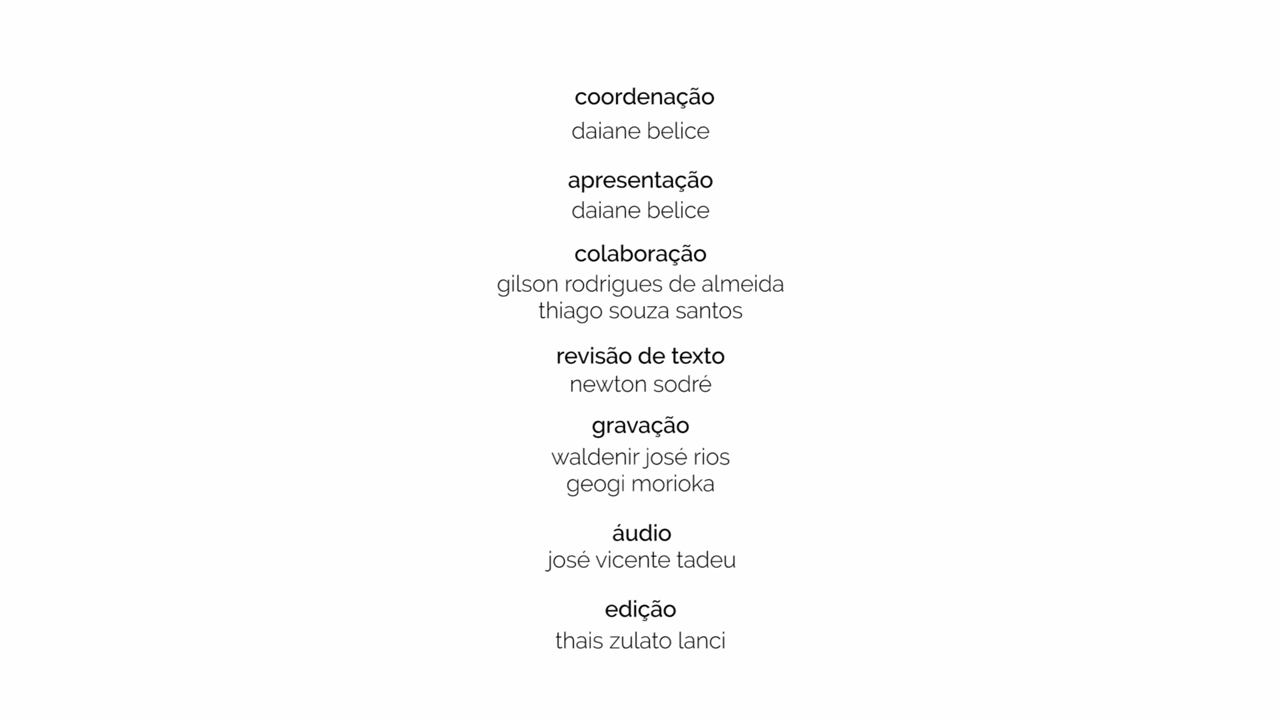 coordenação
daiane belice
apresentação
daiane belice
colaboração
gilson rodrigues de almeida
thiago souza santos
revisão de texto
newton sodré
gravação
waldenir josé rios
geogi morioka
áudio
josé vicente tadeu
edição
thais zulato lanci